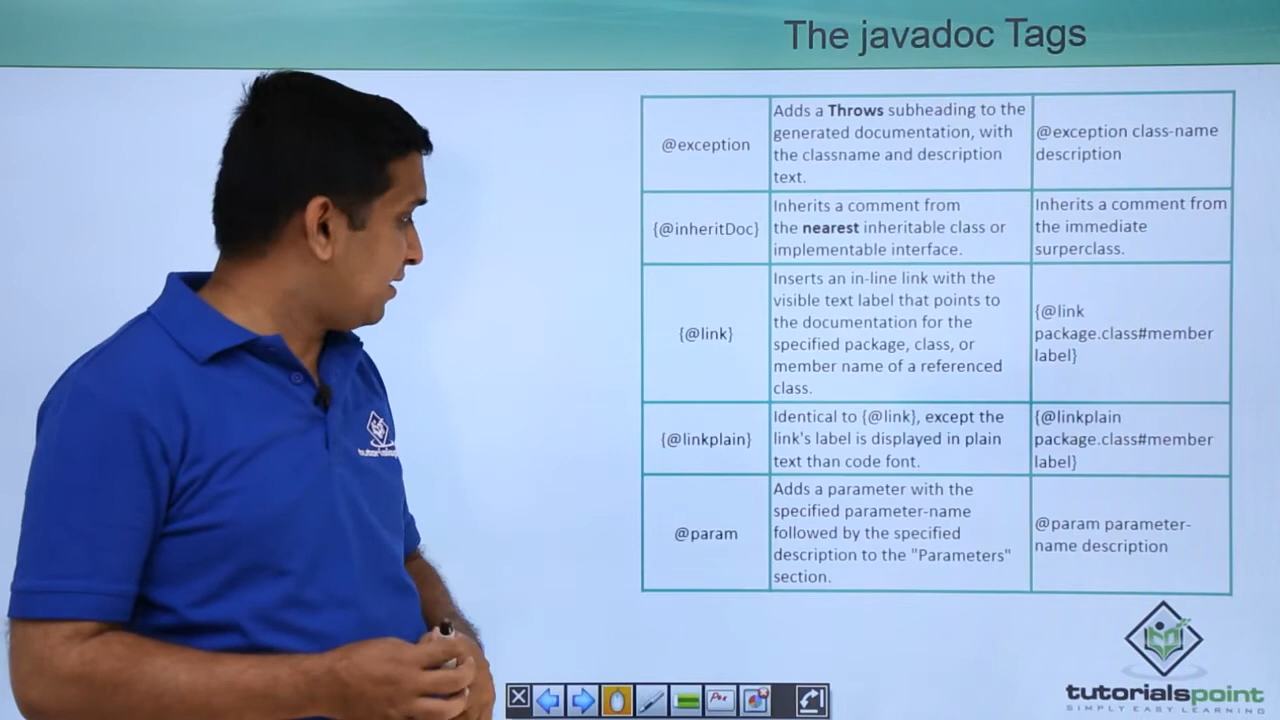 The javadoc Tags
@exception
Adds a Throws subheading to the
generated documentation, with
the classname and description
text.
@exception class-name
description
{@inheritDoc}
Inherits a comment from
the nearest inheritable class or
implementable interface.
Inherits a comment from
the immediate
surperclass.
{@link}
Inserts an in-line link with the
visible text label that points to
the documentation for the
specified package, class, or
member name of a referenced
class.
{@link
package.class#member
label}
{@linkplain}
Identical to {@link}, except the
link's label is displayed in plain
text than code font.
{@linkplain
package.class#member
label}
@param
Adds a parameter with the
specified parameter-name
followed by the specified
description to the "Parameters"
section.
@param parameter-
name description
tutorialspoint
SIMPLY EASY LEARNING